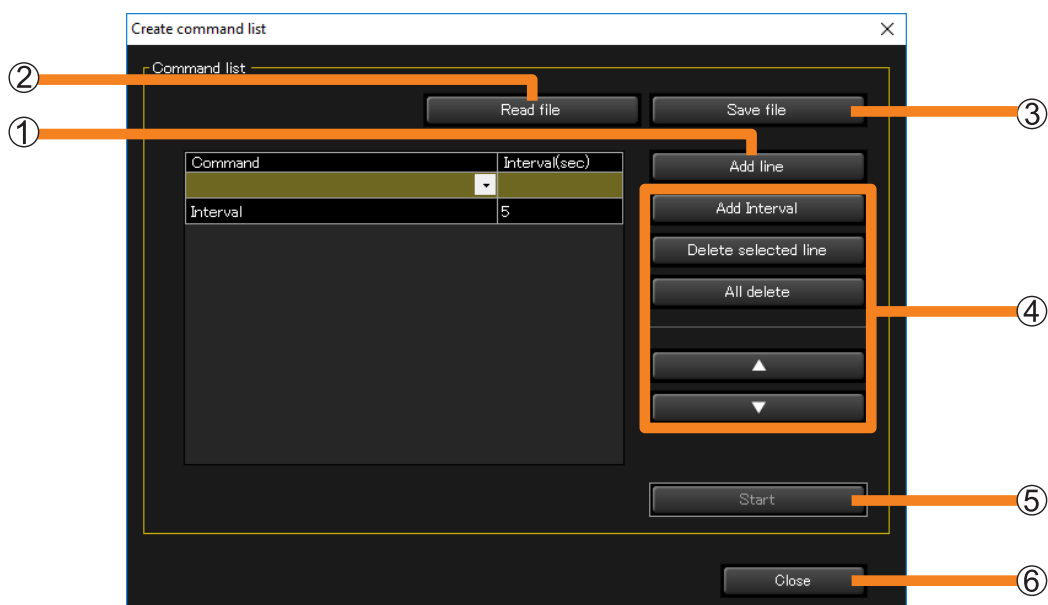 Create command list
Command list
②
Read file
Save file
③
①
Command Interval(sec)
Add line
Interval 5
Add Interval
Delete selected line
All delete
④
▲
▼
Start
⑤
Close
⑥